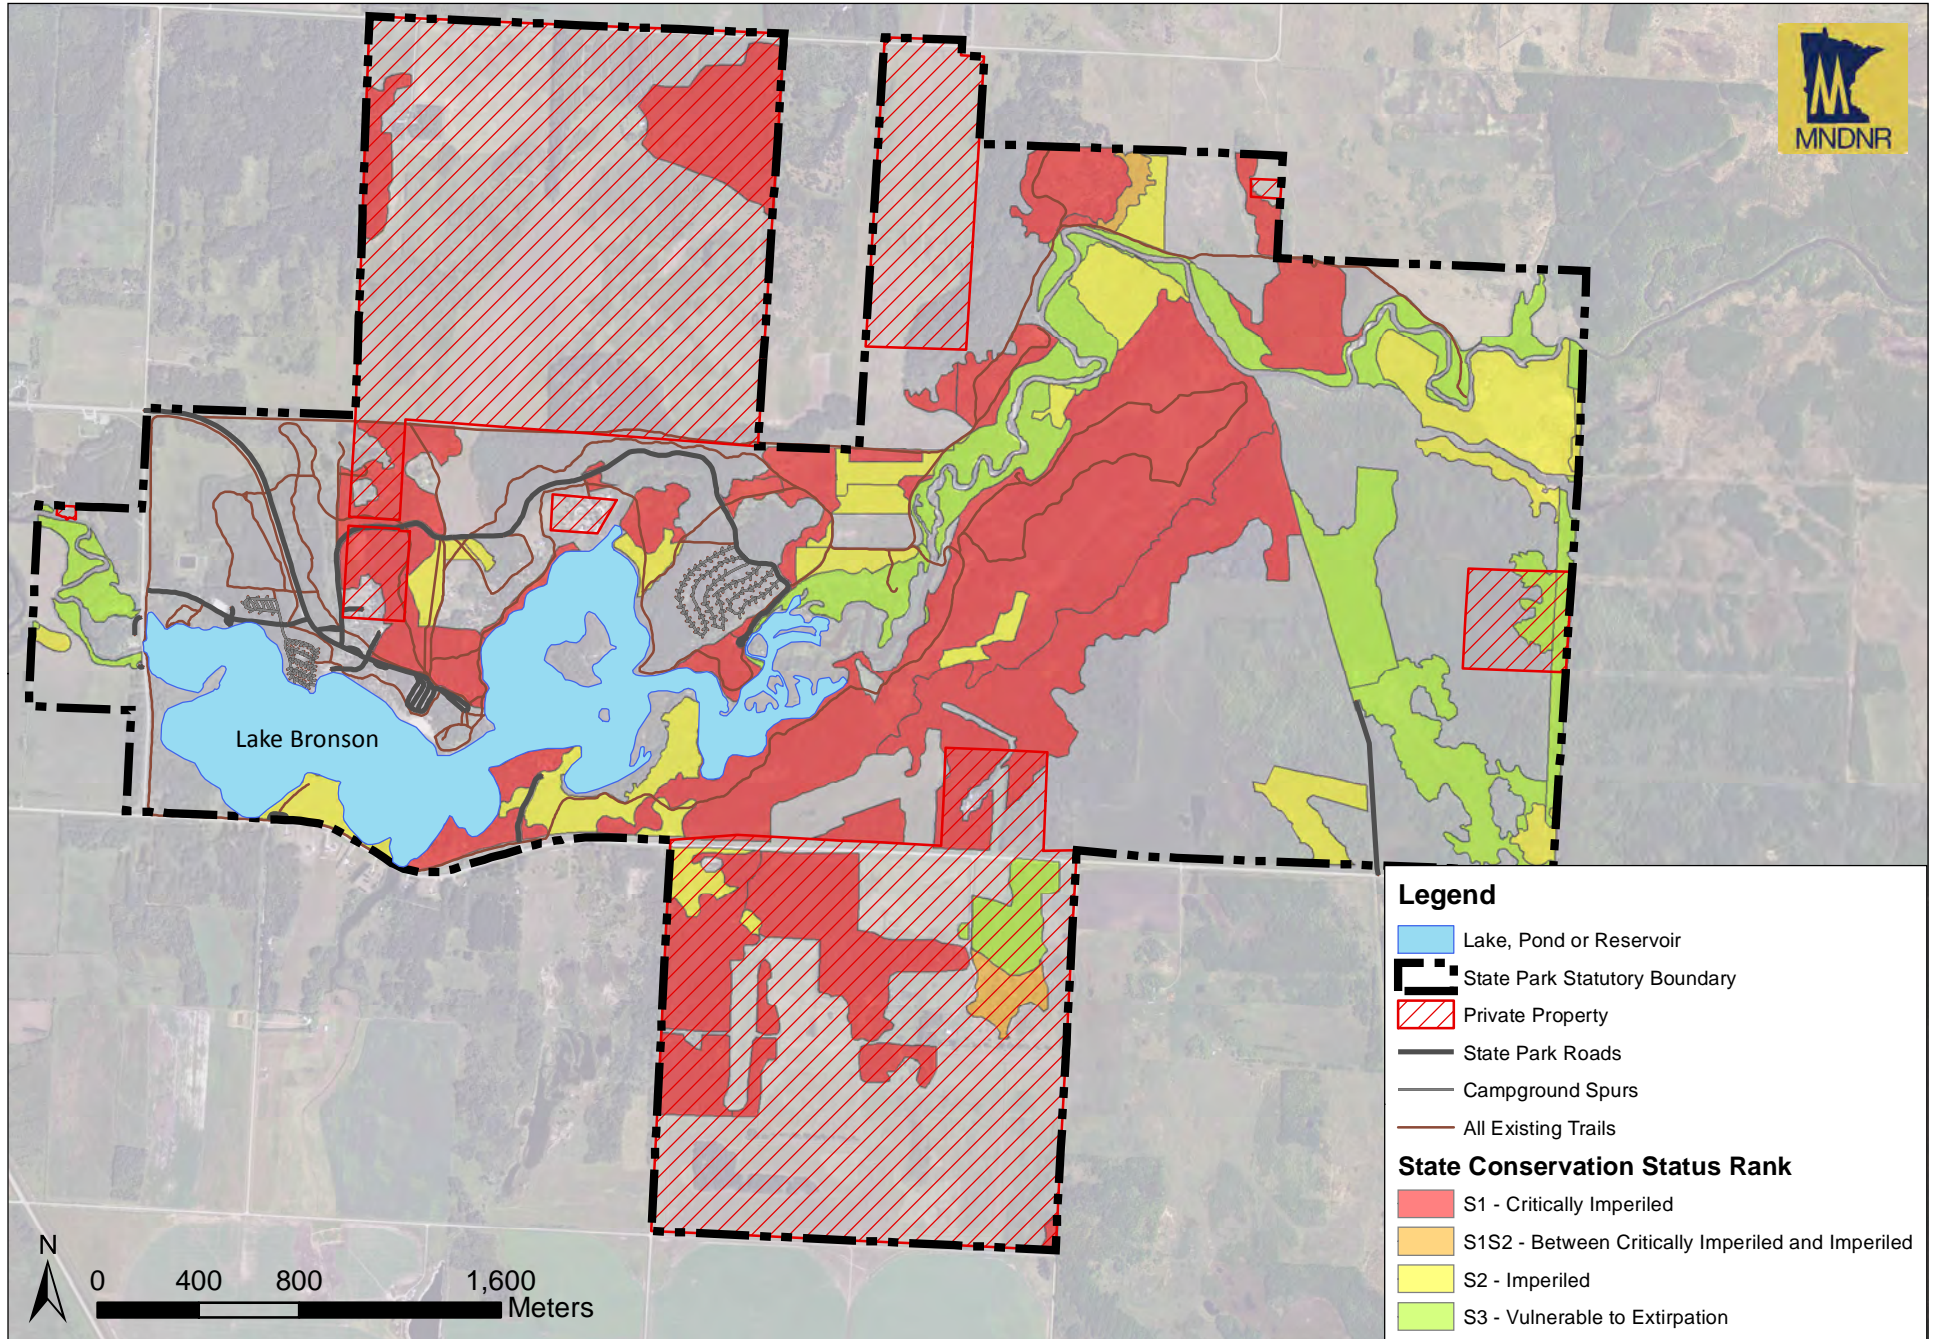 MNDNR
Lake Bronson
Legend
Lake, Pond or Reservoir
State Park Statutory Boundary
Private Property
State Park Roads
Campground Spurs
All Existing Trails
State Conservation Status Rank
S1 - Critically Imperiled
S1S2 - Between Critically Imperiled and Imperiled
S2 - Imperiled
S3 - Vulnerable to Extirpation
N
0 400 800 1,600
Meters